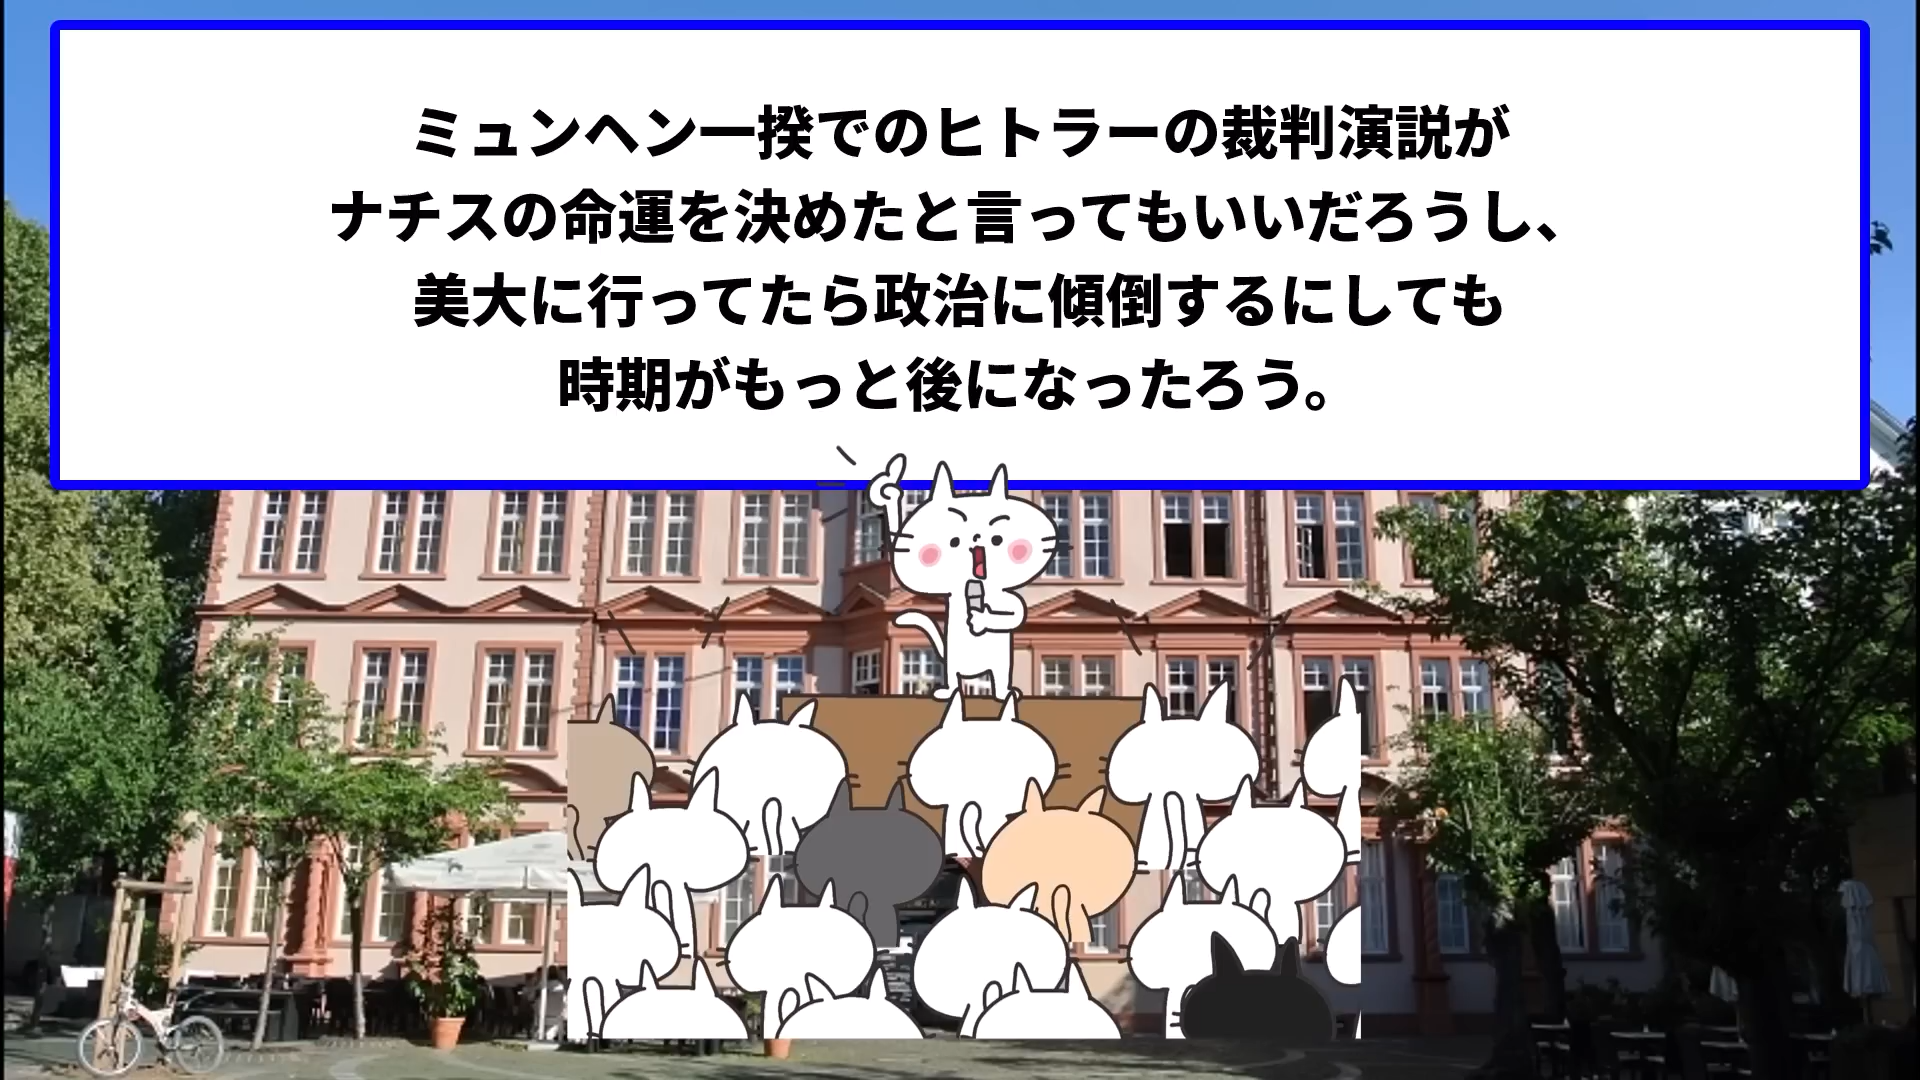 ミュンヘン一揆でのヒトラーの裁判演説が
ナチスの命運を決めたと言ってもいいだろうし、
美大に行ってたら政治に傾倒するにしても
時期がもっと後になったろう。